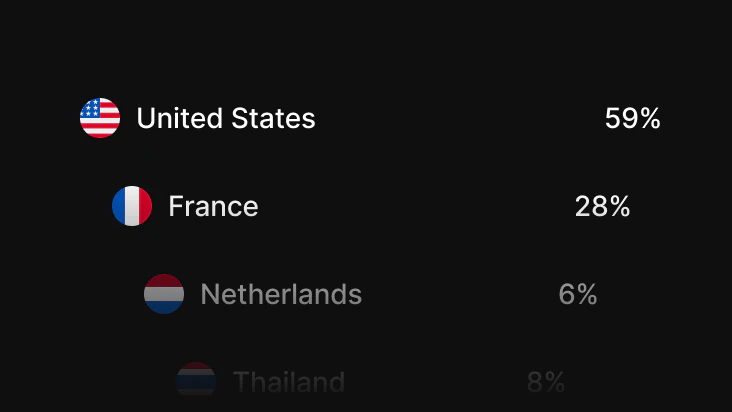 United States 59%
France 28%
Netherlands 6%
Thailand 8%